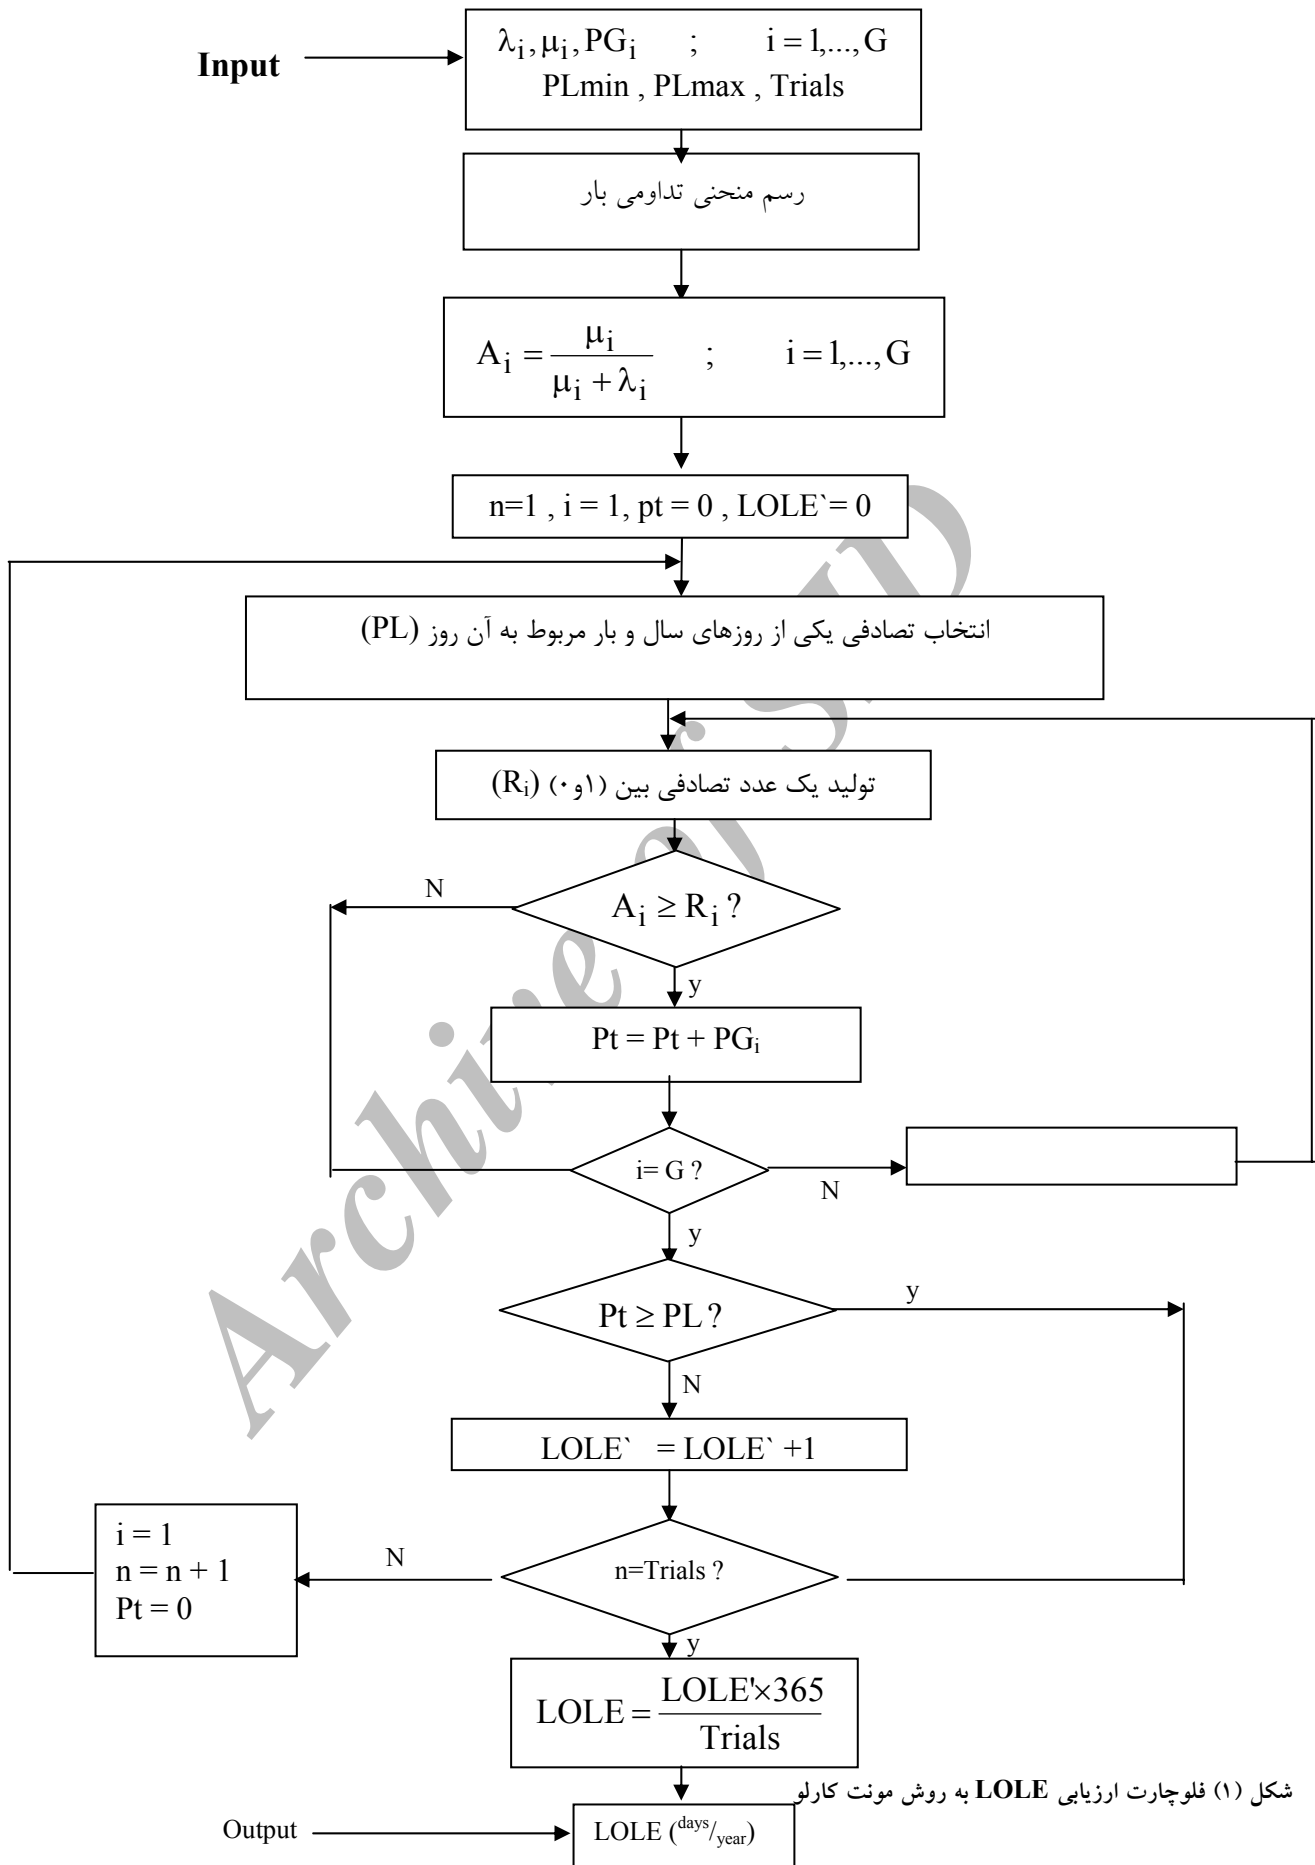 Input
λi, μi, PGi ; i = 1,..., G
PLmin , PLmax , Trials
رسم منحنی تداومی بار
Ai = μi / (μi + λi) ; i = 1,..., G
n=1 , i = 1, pt = 0 , LOLE`= 0
انتخاب تصادفی یکی از روزهای سال و بار مربوط به آن روز (PL)
تولید یک عدد تصادفی بین (۱و۰) (Ri)
N
Ai ≥ Ri ?
y
Pt = Pt + PGi
i= G ?
N
y
Pt ≥ PL ?
y
N
LOLE` = LOLE` +1
i = 1
n = n + 1
Pt = 0
N
n=Trials ?
y
LOLE = LOLE'×365 / Trials
شکل (۱) فلوچارت ارزیابی LOLE به روش مونت کارلو
Output
LOLE (days/year)
Archive of SID